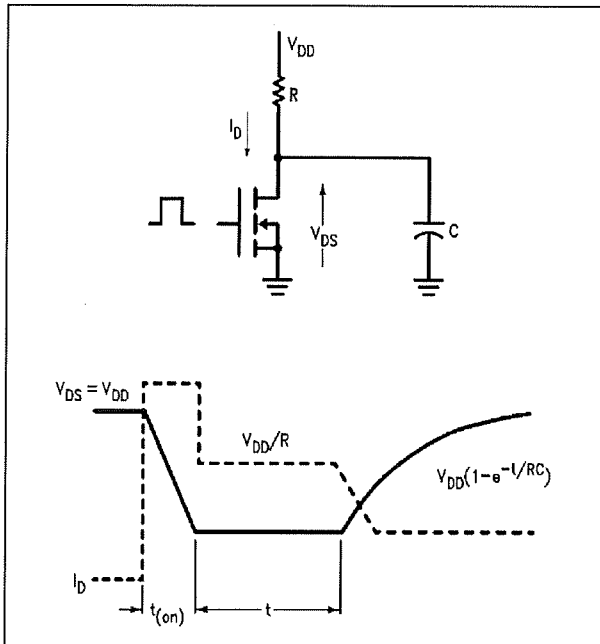 V_DD
R
I_D
V_DS
C
V_DS = V_DD
V_DD/R
V_DD(1-e^-t/RC)
I_D
t_(on)
t